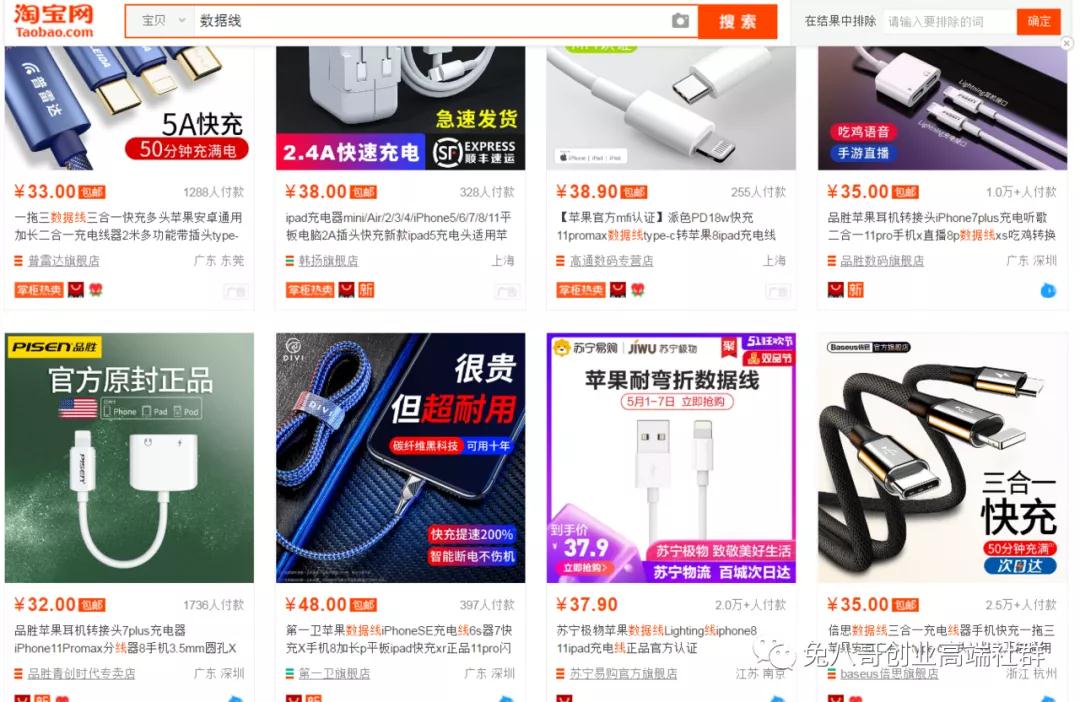 淘宝网
Taobao.com
宝贝
数据线
搜 索
在结果中排除
请输入要排除的词
确定
普雷达
5A快充
50分钟充满电
急速发货
2.4A快速充电
SF EXPRESS
顺丰速运
iPhone | iPad | iPod
Lightning耳机接口
PISEN
吃鸡语音
手游直播
¥33.00 包邮 1288人付款
一拖三数据线三合一快充多头苹果安卓通用
加长二合一充电线器2米多功能带插头type-
普雷达旗舰店 广东 东莞
掌柜热卖
广告
¥38.00 包邮 328人付款
ipad充电器mini/Air/2/3/4/iPhone5/6/7/8/11平
板电脑2A插头快充新款ipad5充电头适用苹
韩扬旗舰店 上海
掌柜热卖 新
广告
¥38.90 包邮 255人付款
【苹果官方mfi认证】派色PD18w快充
11promax数据线type-c转苹果8ipad充电线
高通数码专营店 上海
掌柜热卖
广告
¥35.00 包邮 1.0万+人付款
品胜苹果耳机转接头iPhone7plus充电听歌
二合一11pro手机x直播8p数据线xs吃鸡转换
品胜数码旗舰店 广东 深圳
新
PISEN品胜
官方原封正品
Phone Pad Pod
PISEN
DIVI
很贵
但超耐用
碳纤维黑科技 可用十年
快充提速200%
智能断电不伤机
苏宁易购 JIWU 苏宁极物
聚
51狂欢节
双品节
苹果耐弯折数据线
5月1-7日 立即抢购
到手价
¥37.9
立即抢购>
苏宁极物 致敬美好生活
苏宁物流 百城次日达
Baseus倍思 官方旗舰店
三合一
快充
50分钟充满
次日达
¥32.00 包邮 1736人付款
品胜苹果耳机转接头7plus充电器
iPhone11Promax分线器8手机3.5mm圆孔X
品胜青创时代专卖店 广东 深圳
¥48.00 包邮 397人付款
第一卫苹果数据线iPhoneSE充电线6s器7快
充X手机8加长p平板ipad快充xr正品11pro闪
第一卫旗舰店 广东 深圳
¥37.90 2.0万+人付款
苏宁极物苹果数据线Lighting线iphone8
11ipad充电线正品官方认证
苏宁易购官方旗舰店 江苏 南京
¥35.00 包邮 2.5万+人付款
倍思数据线三合一充电线器手机快充一拖三
baseus倍思旗舰店 浙江 杭州
兔八哥创业高端社群
新
新